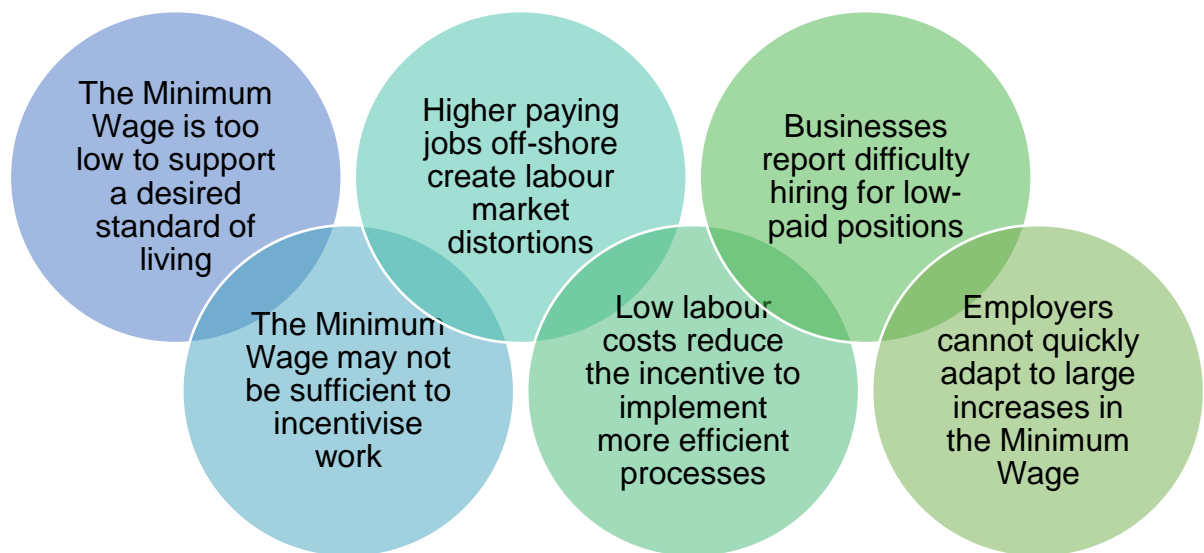 The Minimum
Wage is too
low to support
a desired
standard of
living
The Minimum
Wage may not
be sufficient to
incentivise
work
Higher paying
jobs off-shore
create labour
market
distortions
Low labour
costs reduce
the incentive to
implement
more efficient
processes
Businesses
report difficulty
hiring for low-
paid positions
Employers
cannot quickly
adapt to large
increases in
the Minimum
Wage